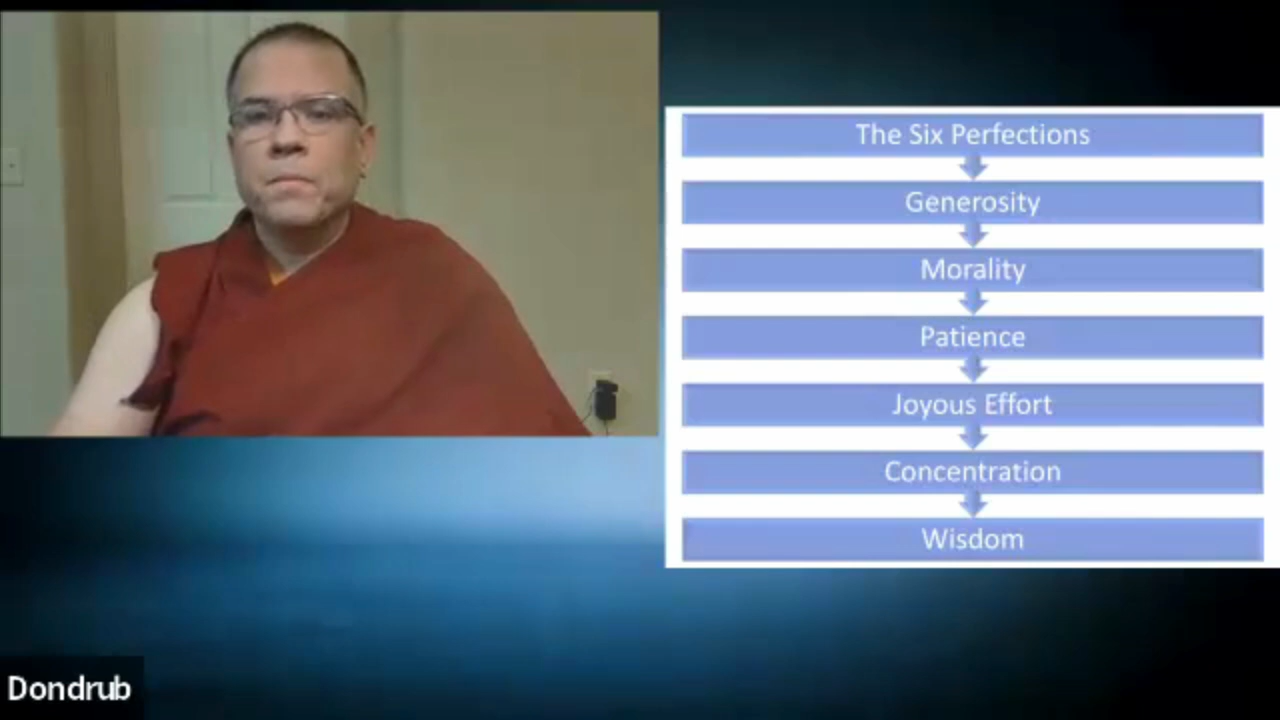 The Six Perfections
Generosity
Morality
Patience
Joyous Effort
Concentration
Wisdom
Dondrub